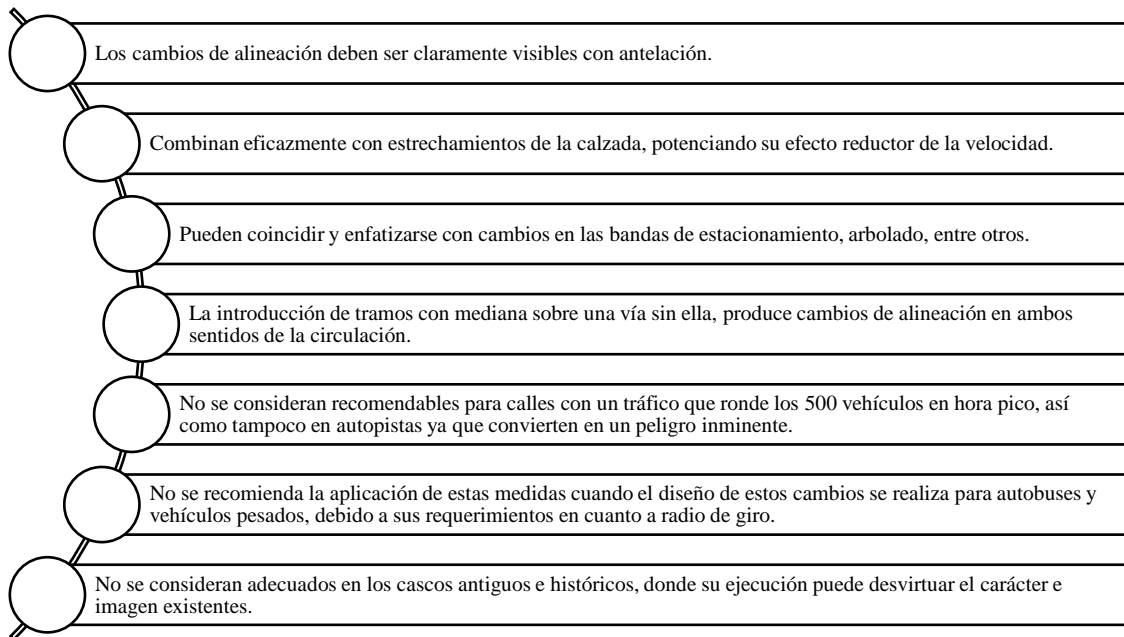 Los cambios de alineación deben ser claramente visibles con antelación.
Combinan eficazmente con estrechamientos de la calzada, potenciando su efecto reductor de la velocidad.
Pueden coincidir y enfatizarse con cambios en las bandas de estacionamiento, arbolado, entre otros.
La introducción de tramos con mediana sobre una vía sin ella, produce cambios de alineación en ambos
sentidos de la circulación.
No se consideran recomendables para calles con un tráfico que ronde los 500 vehículos en hora pico, así
como tampoco en autopistas ya que convierten en un peligro inminente.
No se recomienda la aplicación de estas medidas cuando el diseño de estos cambios se realiza para autobuses y
vehículos pesados, debido a sus requerimientos en cuanto a radio de giro.
No se consideran adecuados en los cascos antiguos e históricos, donde su ejecución puede desvirtuar el carácter e
imagen existentes.